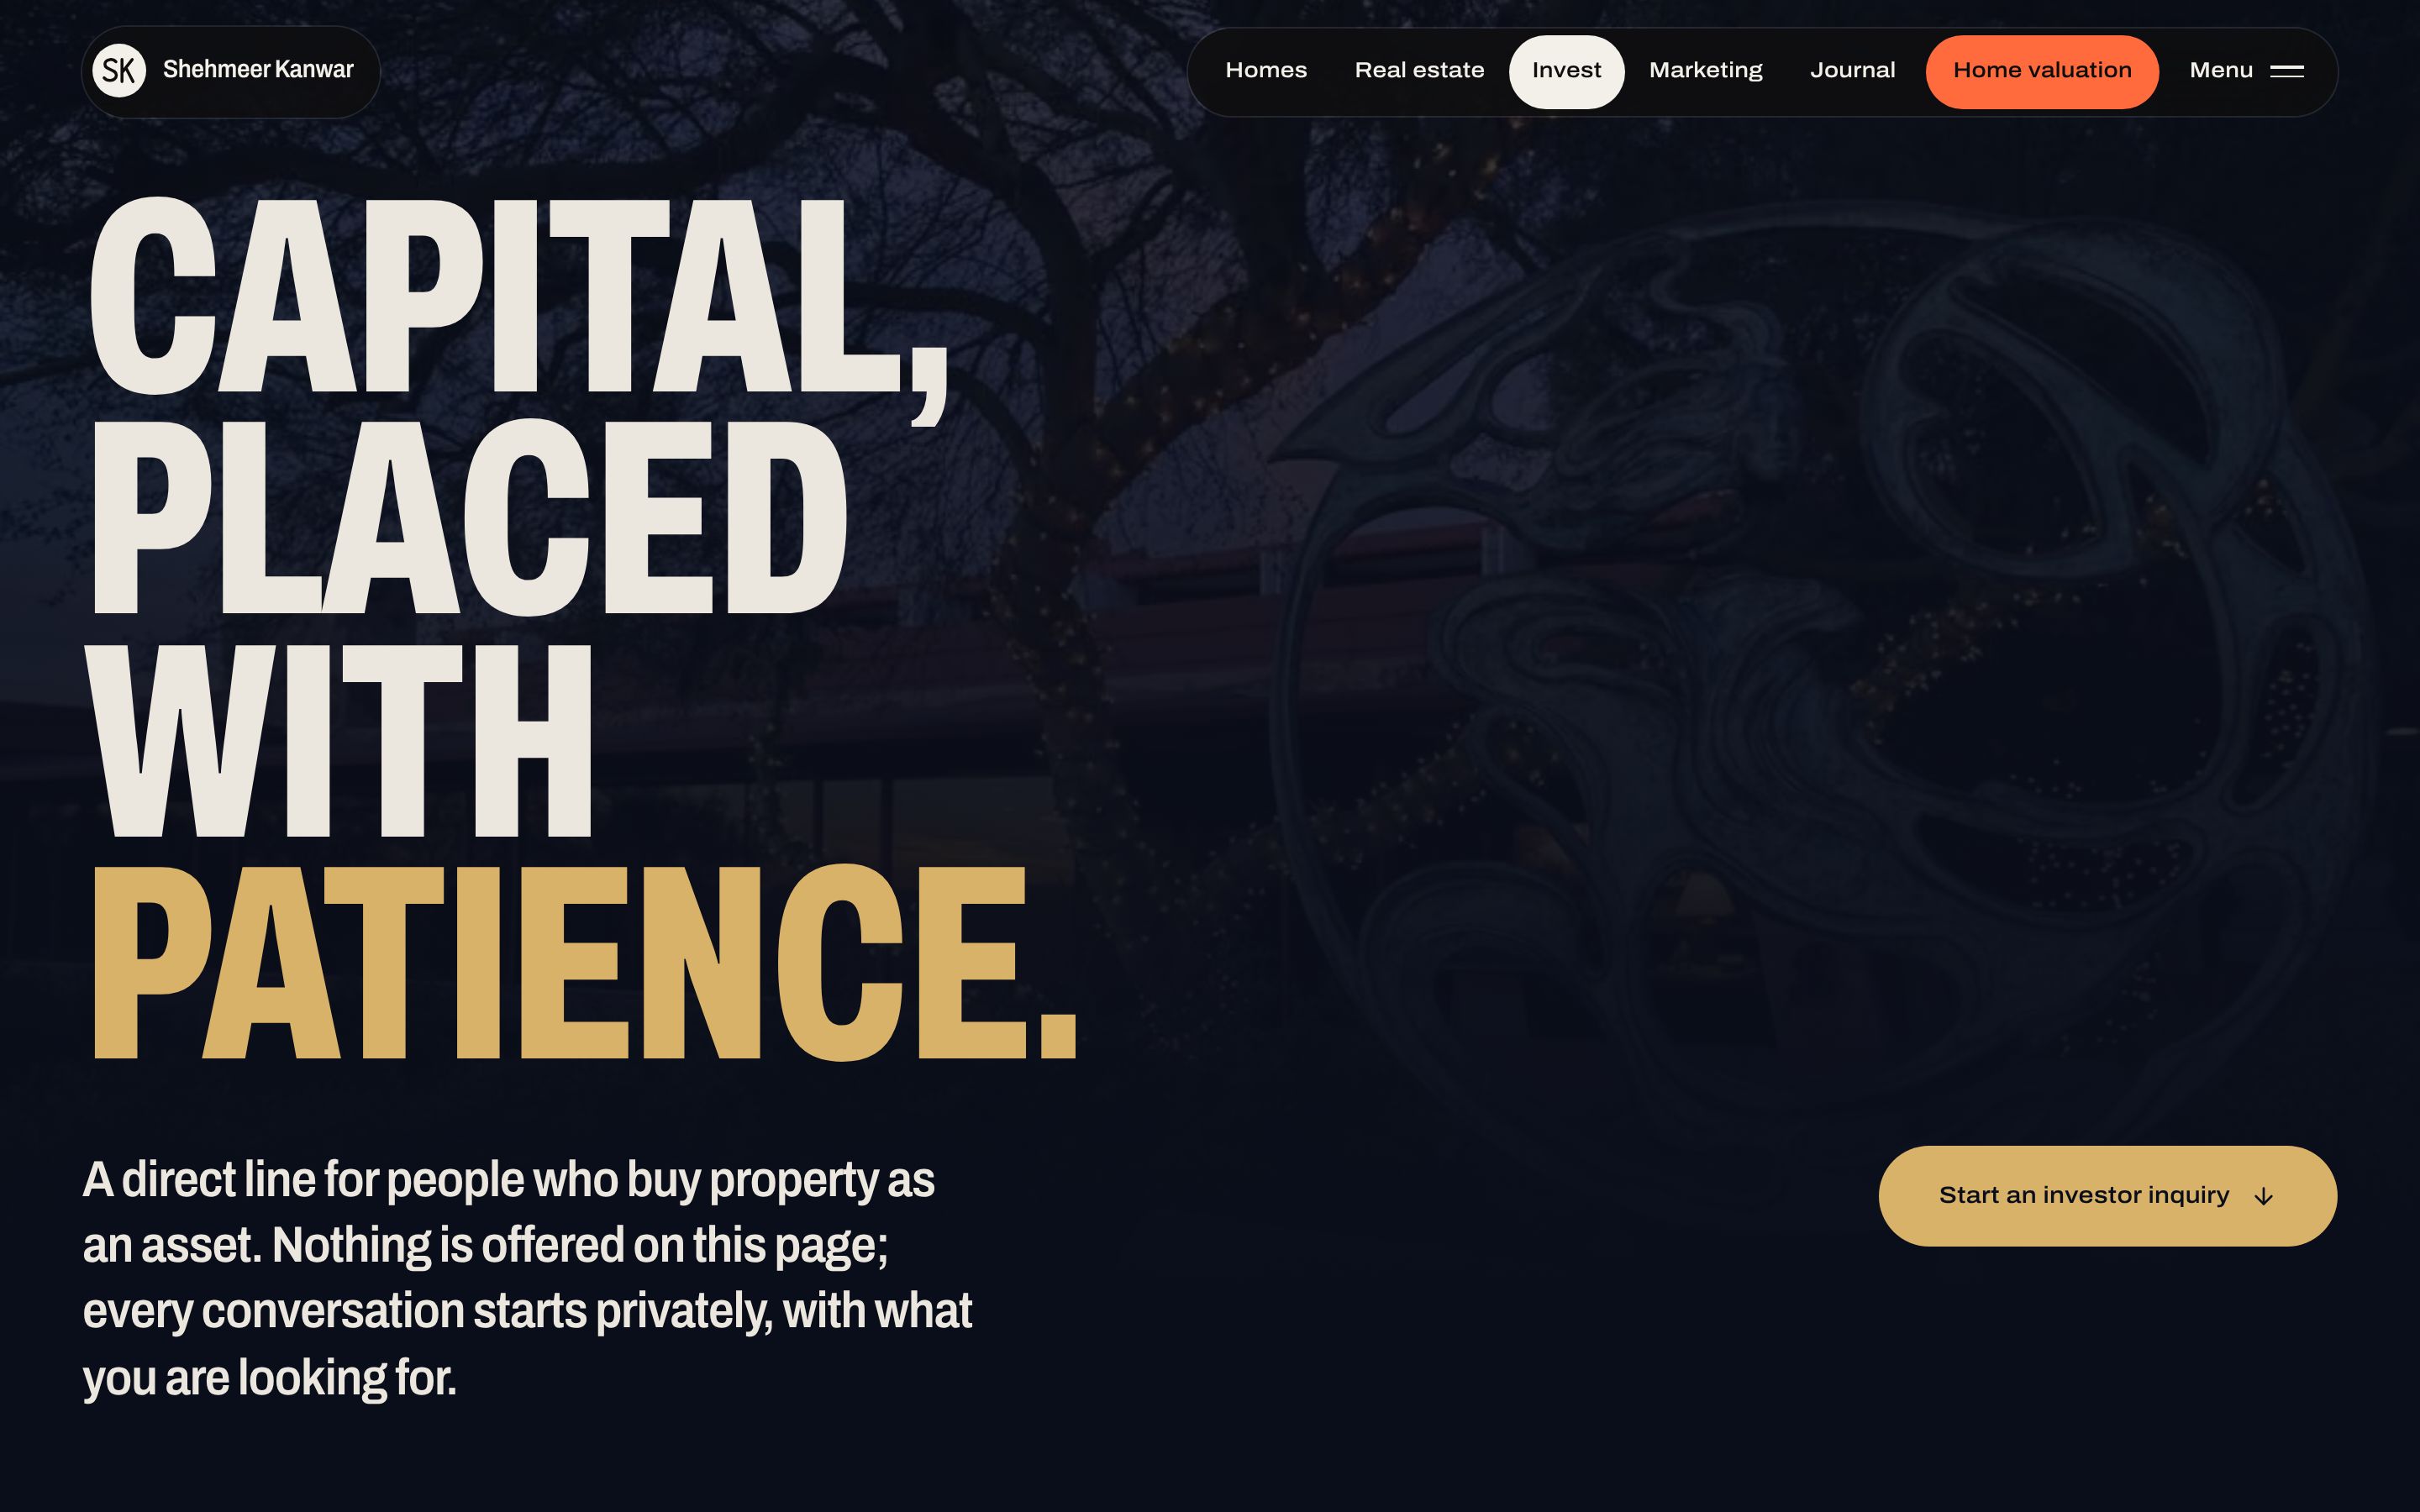 SK Shehmeer Kanwar
Homes Real estate Invest Marketing Journal Home valuation Menu
CAPITAL,
PLACED
WITH
PATIENCE.
A direct line for people who buy property as
an asset. Nothing is offered on this page;
every conversation starts privately, with what
you are looking for.
Start an investor inquiry